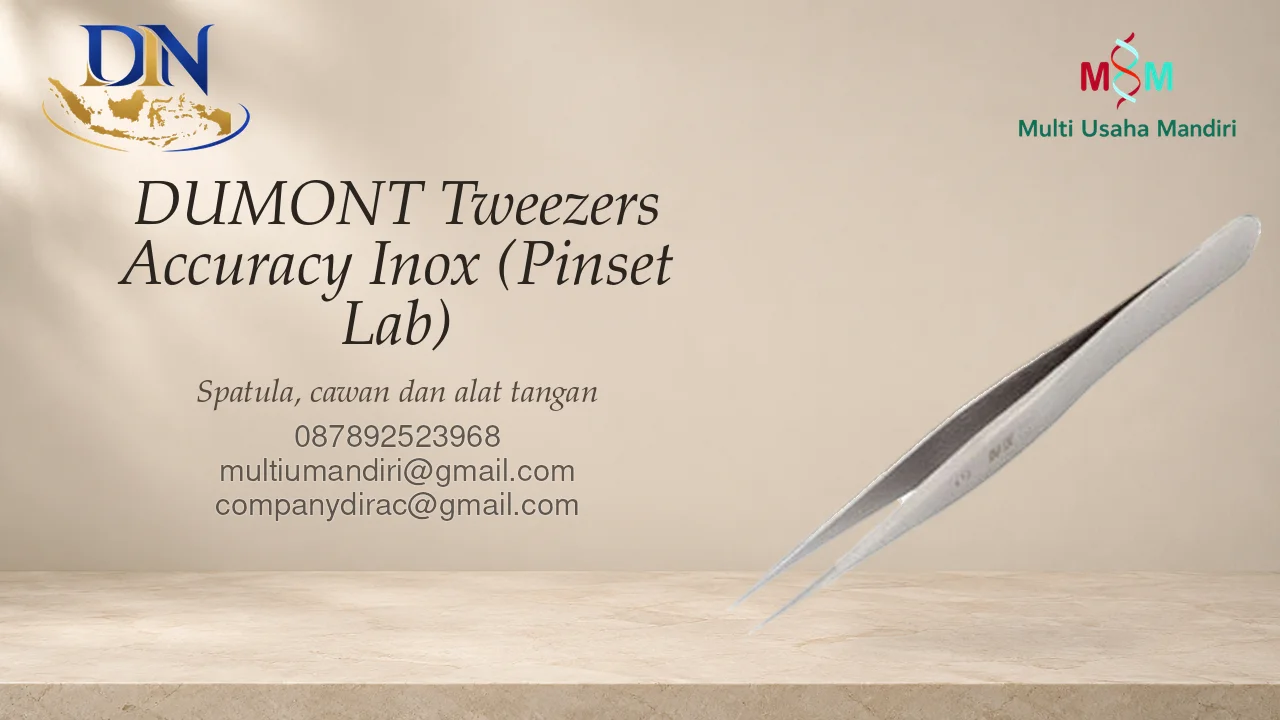 DIN
M M
Multi Usaha Mandiri
DUMONT Tweezers
Accuracy Inox (Pinset
Lab)
Spatula, cawan dan alat tangan
087892523968
multiumandiri@gmail.com
companydirac@gmail.com